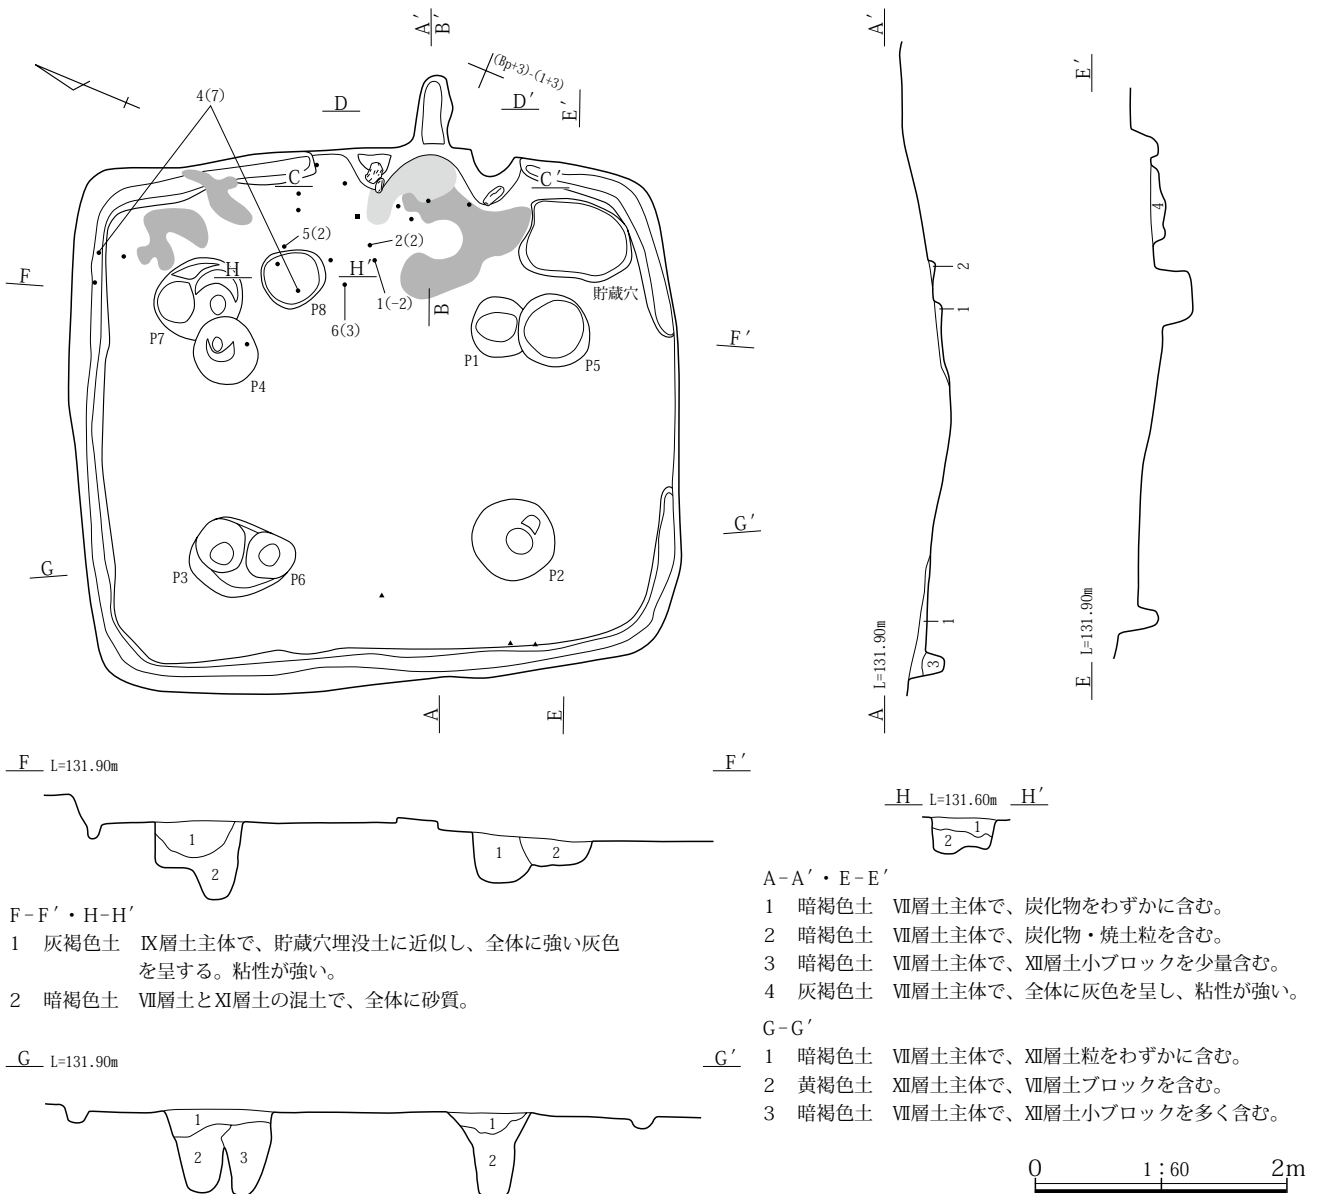 A′
B′
(Bp+3)-(1+3)
D
D′
E′
4(7)
C
C′
5(2)
2(2)
F
H
H′
1(-2)
P8
6(3)
B
貯蔵穴
P7
P4
P1
P5
F′
G′
G
P3
P6
P2
A
E
A′
2
1
1
3
A L=131.90m
E′
4
E L=131.90m
F L=131.90m
F′
1
2
1
2
H L=131.60m H′
1
2
F-F′・H-H′
1 灰褐色土 Ⅸ層土主体で、貯蔵穴埋没土に近似し、全体に強い灰色
を呈する。粘性が強い。
2 暗褐色土 Ⅶ層土とⅪ層土の混土で、全体に砂質。
A-A′・E-E′
1 暗褐色土 Ⅶ層土主体で、炭化物をわずかに含む。
2 暗褐色土 Ⅶ層土主体で、炭化物・焼土粒を含む。
3 暗褐色土 Ⅶ層土主体で、Ⅻ層土小ブロックを少量含む。
4 灰褐色土 Ⅶ層土主体で、全体に灰色を呈し、粘性が強い。
G-G′
1 暗褐色土 Ⅶ層土主体で、Ⅻ層土粒をわずかに含む。
2 黄褐色土 Ⅻ層土主体で、Ⅶ層土ブロックを含む。
3 暗褐色土 Ⅶ層土主体で、Ⅻ層土小ブロックを多く含む。
G L=131.90m
G′
1
2
3
1
2
0 1:60 2m